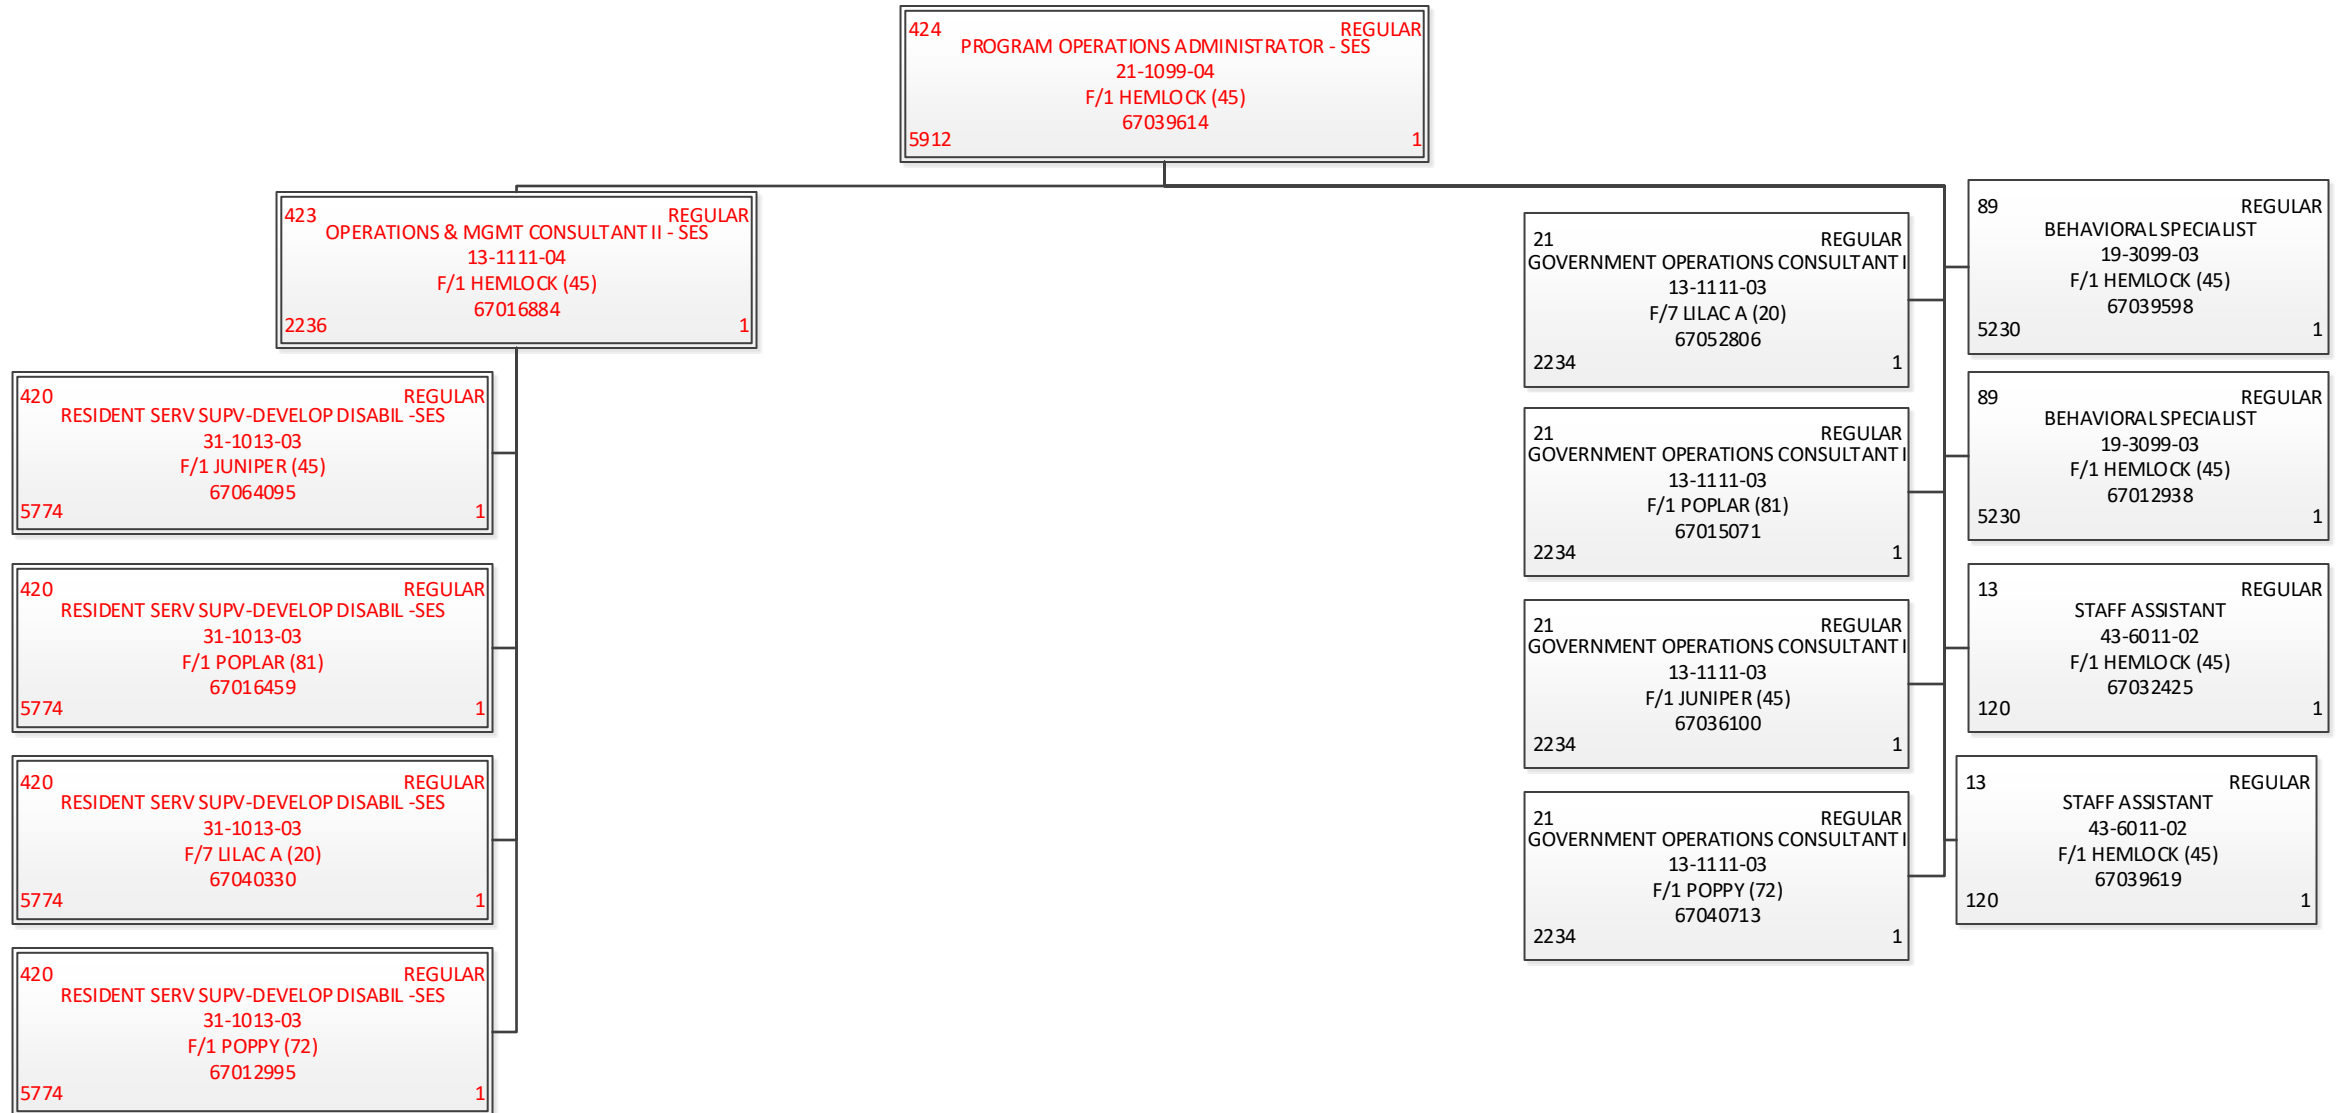 424 REGULAR
PROGRAM OPERATIONS ADMINISTRATOR - SES
21-1099-04
F/1 HEMLOCK (45)
67039614
5912 1
423 REGULAR
OPERATIONS & MGMT CONSULTANT II - SES
13-1111-04
F/1 HEMLOCK (45)
67016884
2236 1
420 REGULAR
RESIDENT SERV SUPV-DEVELOP DISABIL -SES
31-1013-03
F/1 JUNIPER (45)
67064095
5774 1
420 REGULAR
RESIDENT SERV SUPV-DEVELOP DISABIL -SES
31-1013-03
F/1 POPLAR (81)
67016459
5774 1
420 REGULAR
RESIDENT SERV SUPV-DEVELOP DISABIL -SES
31-1013-03
F/7 LILAC A (20)
67040330
5774 1
420 REGULAR
RESIDENT SERV SUPV-DEVELOP DISABIL -SES
31-1013-03
F/1 POPPY (72)
67012995
5774 1
21 REGULAR
GOVERNMENT OPERATIONS CONSULTANT I
13-1111-03
F/7 LILAC A (20)
67052806
2234 1
21 REGULAR
GOVERNMENT OPERATIONS CONSULTANT I
13-1111-03
F/1 POPLAR (81)
67015071
2234 1
21 REGULAR
GOVERNMENT OPERATIONS CONSULTANT I
13-1111-03
F/1 JUNIPER (45)
67036100
2234 1
21 REGULAR
GOVERNMENT OPERATIONS CONSULTANT I
13-1111-03
F/1 POPPY (72)
67040713
2234 1
89 REGULAR
BEHAVIORAL SPECIALIST
19-3099-03
F/1 HEMLOCK (45)
67039598
5230 1
89 REGULAR
BEHAVIORAL SPECIALIST
19-3099-03
F/1 HEMLOCK (45)
67012938
5230 1
13 REGULAR
STAFF ASSISTANT
43-6011-02
F/1 HEMLOCK (45)
67032425
120 1
13 REGULAR
STAFF ASSISTANT
43-6011-02
F/1 HEMLOCK (45)
67039619
120 1